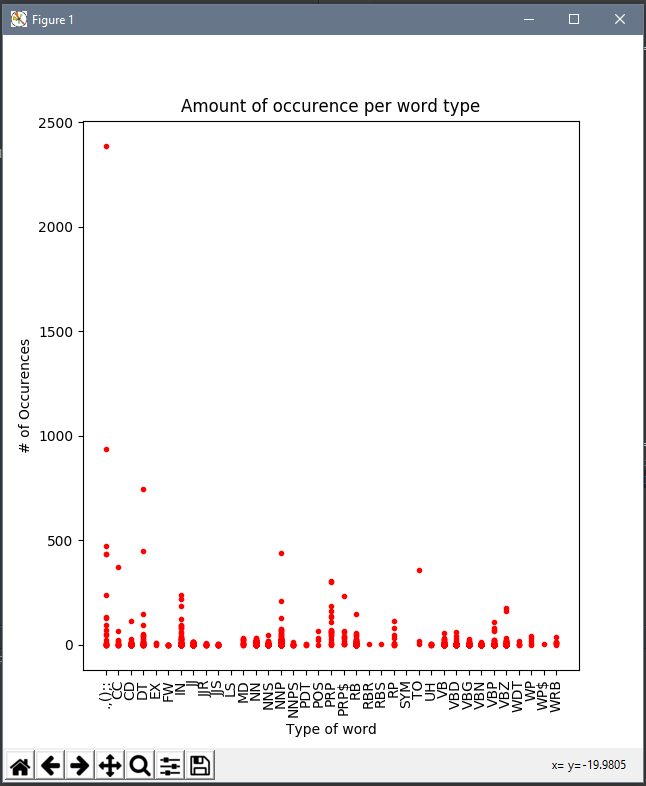 Figure 1
Amount of occurence per word type
2500
2000
1500
1000
500
0
# of Occurences
CC
CD
DT
EX
FW
IN
JJ
JJR
JJS
LS
MD
NN
NNS
NNP
NNPS
PDT
POS
PRP
PRP$
RB
RBR
RBS
RP
SYM
TO
UH
VB
VBD
VBG
VBN
VBP
VBZ
WDT
WP
WP$
WRB
Type of word
x= y=-19.9805